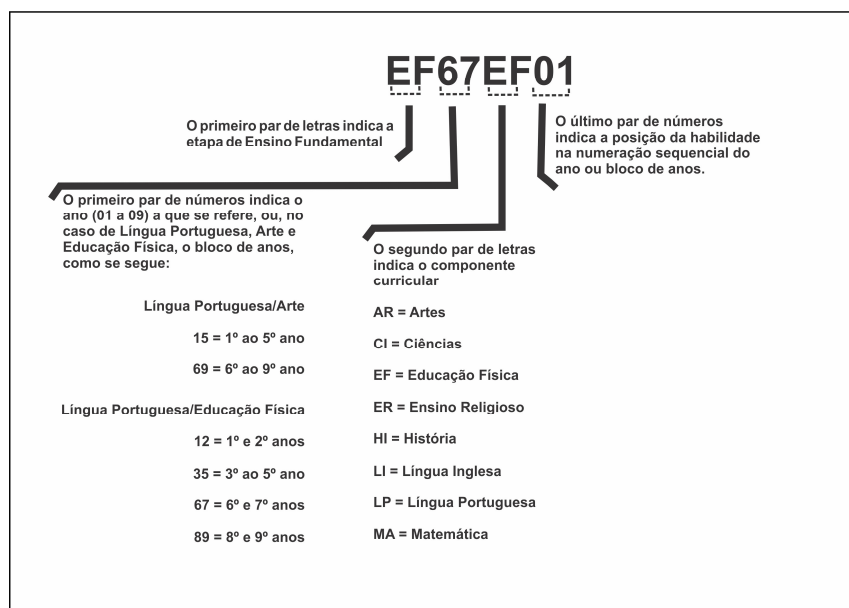 EF67EF01
O primeiro par de letras indica a
etapa de Ensino Fundamental
O último par de números
indica a posição da habilidade
na numeração sequencial do
ano ou bloco de anos.
O primeiro par de números indica o
ano (01 a 09) a que se refere, ou, no
caso de Língua Portuguesa, Arte e
Educação Física, o bloco de anos,
como se segue:
Língua Portuguesa/Arte
15 = 1º ao 5º ano
69 = 6º ao 9º ano
Língua Portuguesa/Educação Física
12 = 1º e 2º anos
35 = 3º ao 5º ano
67 = 6º e 7º anos
89 = 8º e 9º anos
O segundo par de letras
indica o componente
curricular
AR = Artes
CI = Ciências
EF = Educação Física
ER = Ensino Religioso
HI = História
LI = Língua Inglesa
LP = Língua Portuguesa
MA = Matemática